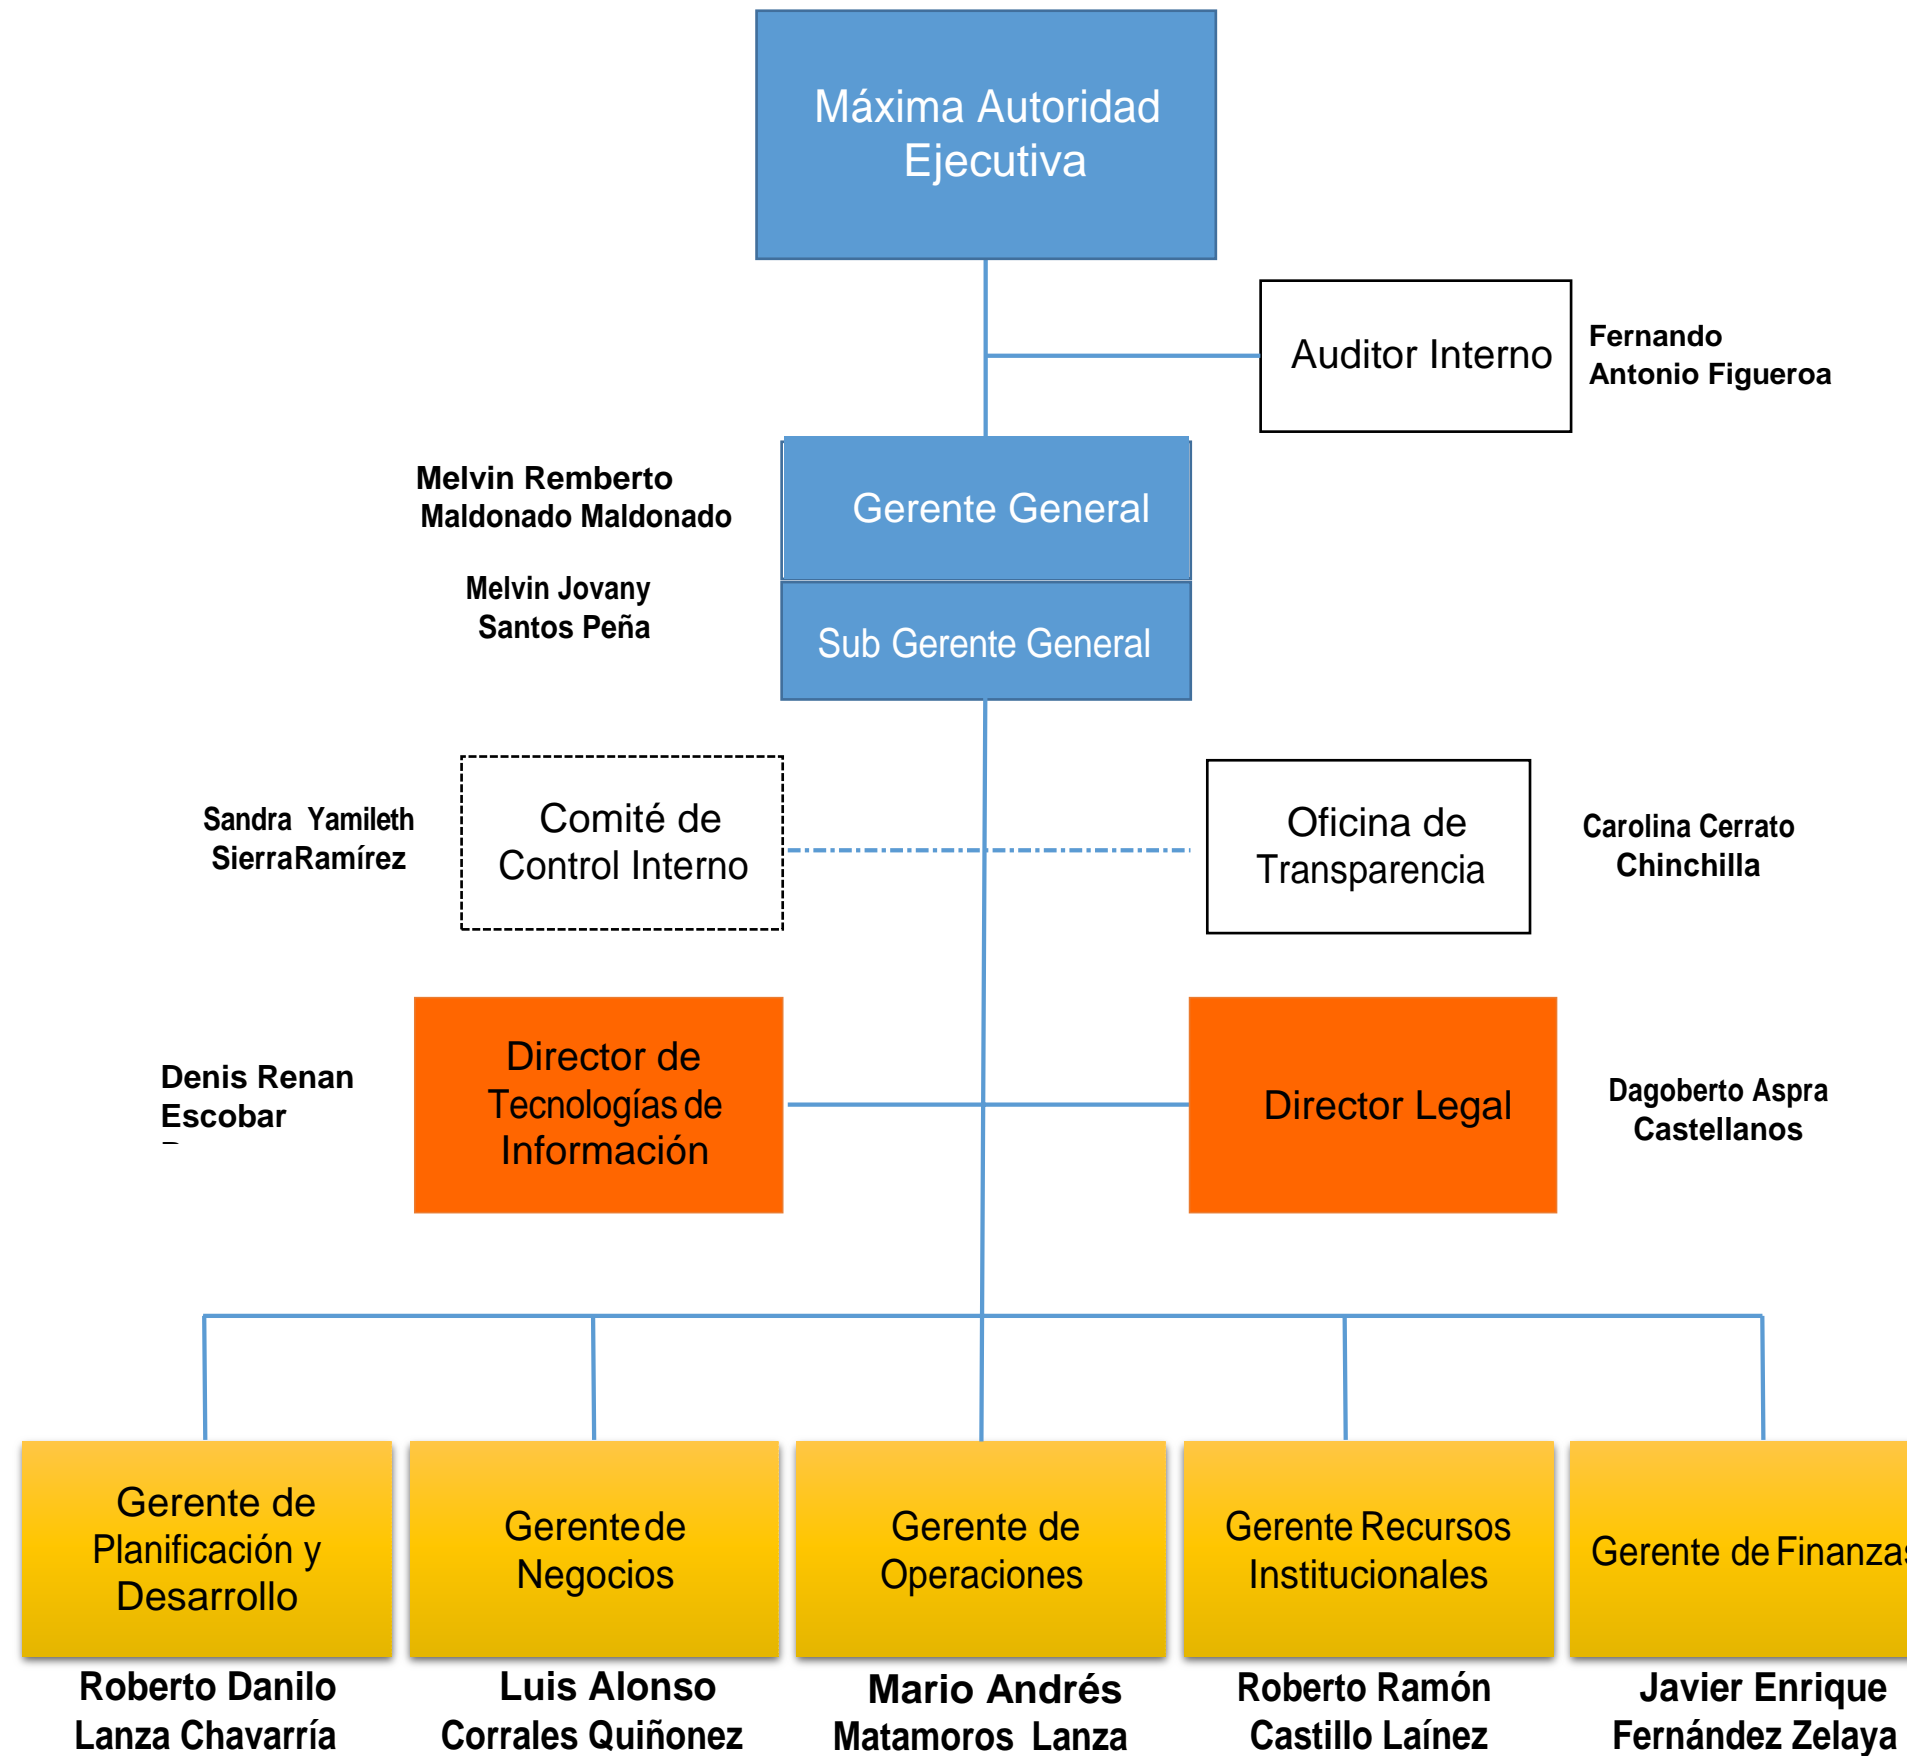 Máxima Autoridad
Ejecutiva
Auditor Interno
Fernando
Antonio Figueroa
Melvin Remberto
Maldonado Maldonado
Gerente General
Melvin Jovany
Santos Peña
Sub Gerente General
Sandra Yamileth
SierraRamírez
Comité de
Control Interno
Oficina de
Transparencia
Carolina Cerrato
Chinchilla
Denis Renan
Escobar
Director de
Tecnologías de
Información
Director Legal
Dagoberto Aspra
Castellanos
Gerente de
Planificación y
Desarrollo
Gerente de
Negocios
Gerente de
Operaciones
Gerente Recursos
Institucionales
Gerente de Finanzas
Roberto Danilo
Lanza Chavarría
Luis Alonso
Corrales Quiñonez
Mario Andrés
Matamoros Lanza
Roberto Ramón
Castillo Laínez
Javier Enrique
Fernández Zelaya